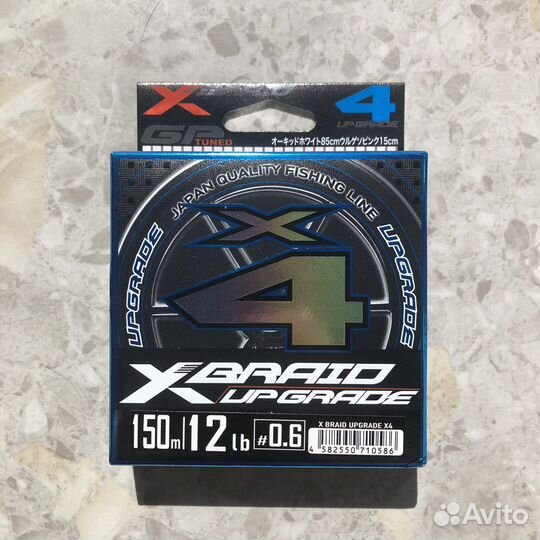 X
4
GP
TUNED
UPGRADE
オーキッドホワイト85cmウルゲソピンク15cm
JAPAN QUALITY FISHING LINE
UPGRADE
UPGRADE
X
4
X BRAID
UPGRADE
150m 12lb #0.6
X BRAID UPGRADE X4
4 582550 710586
Avito